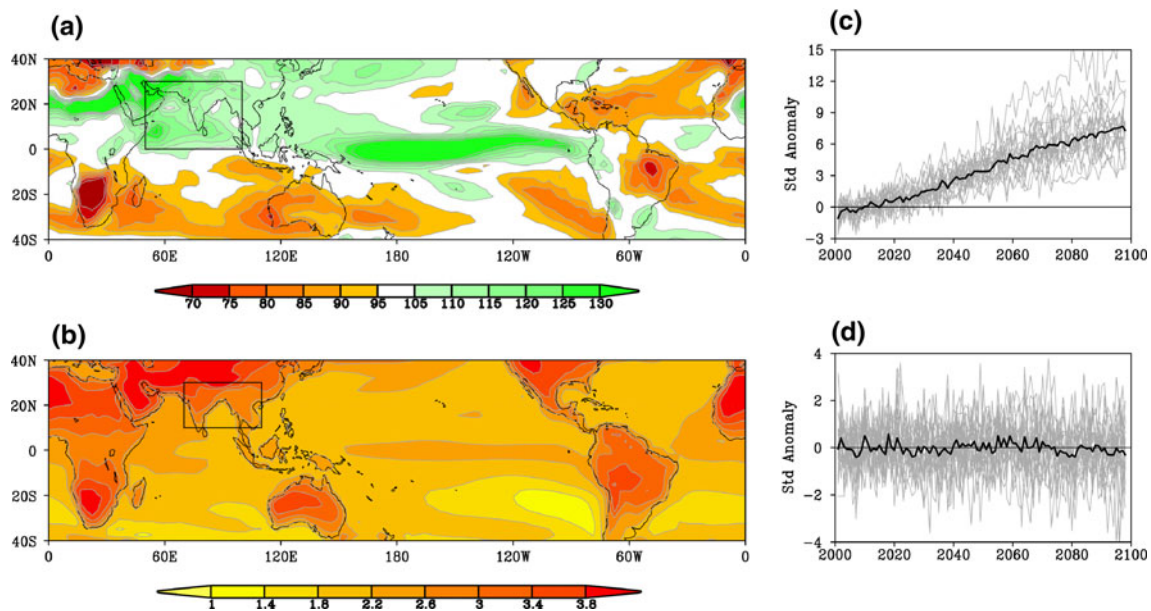 (a)
40N
20N
0
20S
40S
0 60E 120E 180 120W 60W 0
70 75 80 85 90 95 105 110 115 120 125 130
(b)
40N
20N
0
20S
40S
0 60E 120E 180 120W 60W 0
1 1.4 1.8 2.2 2.6 3 3.4 3.8
(c)
Std Anomaly
15
12
9
6
3
0
-3
2000 2020 2040 2060 2080 2100
(d)
Std Anomaly
4
2
0
-2
-4
2000 2020 2040 2060 2080 2100